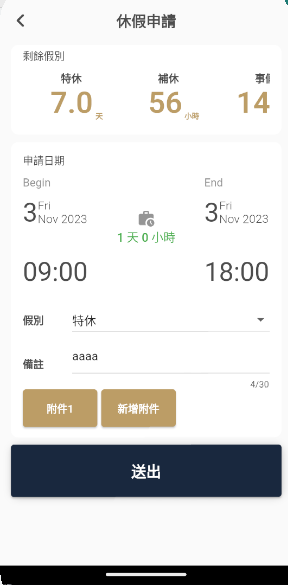 休假申請
剩餘假別
特休 補休 事假
7.0 天 56 小時 14
申請日期
Begin End
3 Fri Nov 2023 3 Fri Nov 2023
1 天 0 小時
09:00 18:00
假別 特休
備註 aaaa
4/30
附件1 新增附件
送出